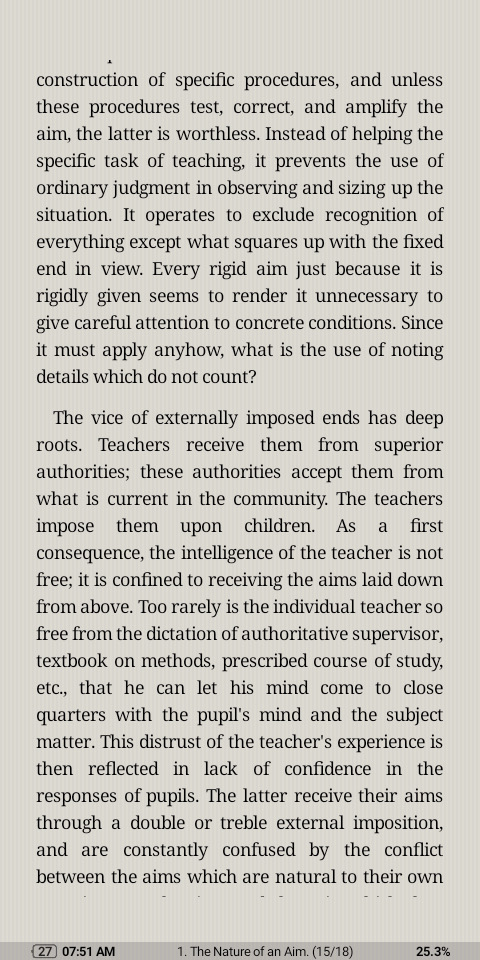 construction of specific procedures, and unless
these procedures test, correct, and amplify the
aim, the latter is worthless. Instead of helping the
specific task of teaching, it prevents the use of
ordinary judgment in observing and sizing up the
situation. It operates to exclude recognition of
everything except what squares up with the fixed
end in view. Every rigid aim just because it is
rigidly given seems to render it unnecessary to
give careful attention to concrete conditions. Since
it must apply anyhow, what is the use of noting
details which do not count?
The vice of externally imposed ends has deep
roots. Teachers receive them from superior
authorities; these authorities accept them from
what is current in the community. The teachers
impose them upon children. As a first
consequence, the intelligence of the teacher is not
free; it is confined to receiving the aims laid down
from above. Too rarely is the individual teacher so
free from the dictation of authoritative supervisor,
textbook on methods, prescribed course of study,
etc., that he can let his mind come to close
quarters with the pupil's mind and the subject
matter. This distrust of the teacher's experience is
then reflected in lack of confidence in the
responses of pupils. The latter receive their aims
through a double or treble external imposition,
and are constantly confused by the conflict
between the aims which are natural to their own
27 07:51 AM 1. The Nature of an Aim. (15/18) 25.3%